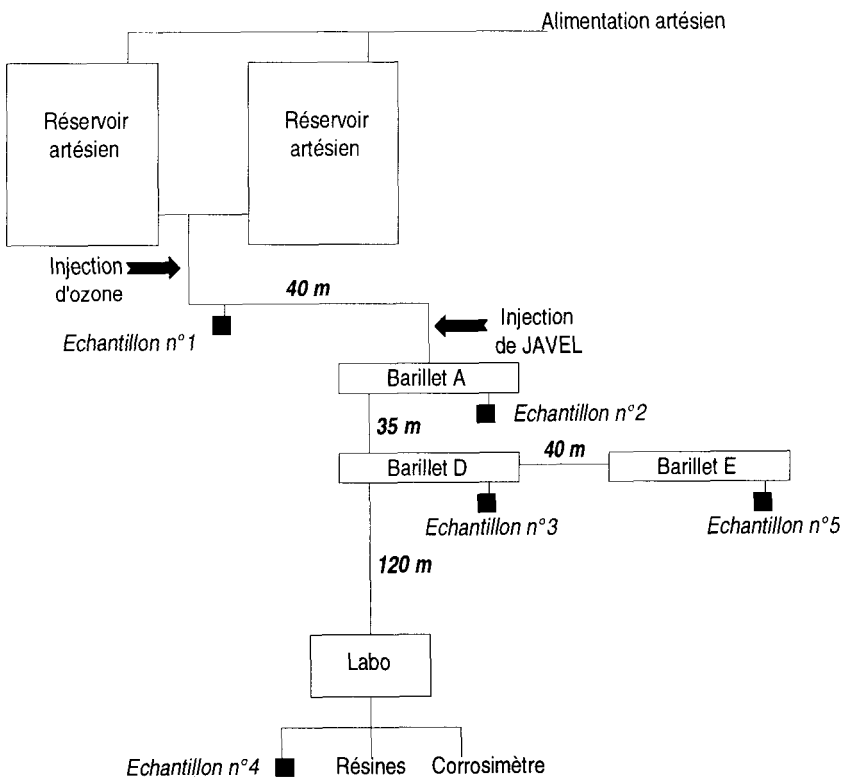 Alimentation artésien
Réservoir
artésien
Réservoir
artésien
Injection
d'ozone
40 m
Echantillon n°1
Injection
de JAVEL
Barillet A
Echantillon n°2
35 m
40 m
Barillet D
Barillet E
Echantillon n°3
Echantillon n°5
120 m
Labo
Echantillon n°4
Résines
Corrosimètre